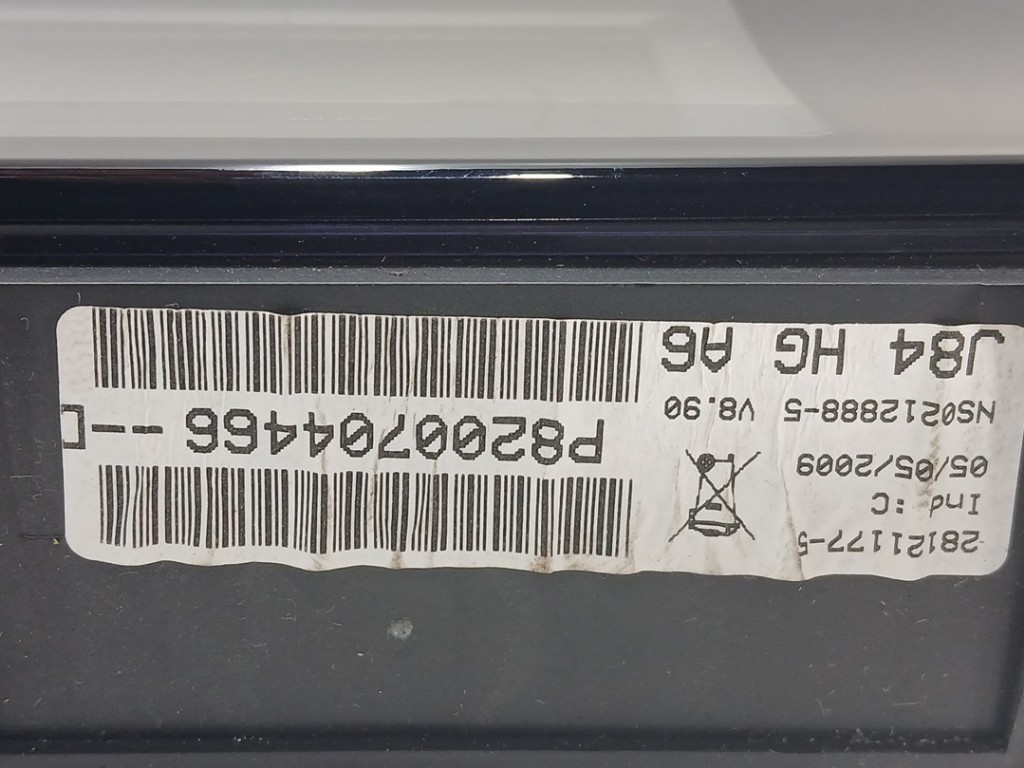 28121177-5
Ind :C
05/05/2009
NS0212888-5 V8.90
J84 HG A6
P8200704466--C